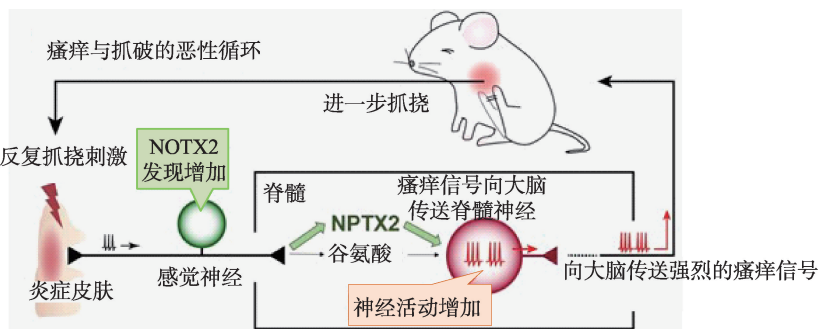 瘙痒与抓破的恶性循环
进一步抓挠
反复抓挠刺激
NOTX2
发现增加
脊髓
瘙痒信号向大脑
传送脊髓神经
NPTX2
谷氨酸
感觉神经
炎症皮肤
神经活动增加
向大脑传送强烈的瘙痒信号